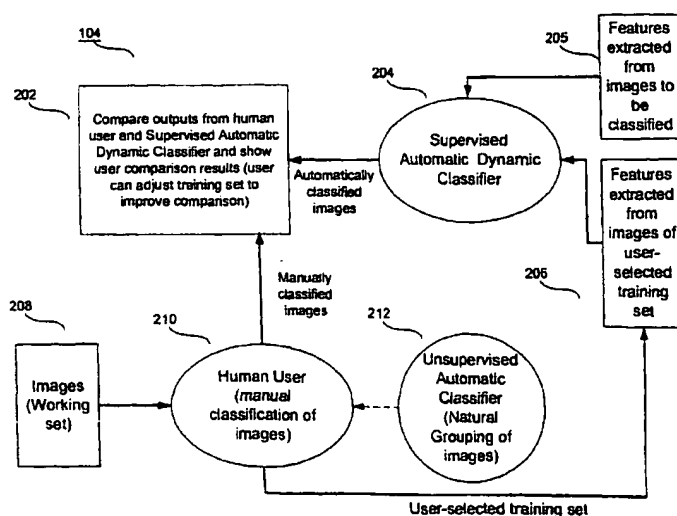 104
202
Compare outputs from human
user and Supervised Automatic
Dynamic Classifier and show
user comparison results (user
can adjust training set to
improve comparison)
204
Supervised
Automatic Dynamic
Classifier
205
Features
extracted
from
images to
be
classified
Automatically
classified
images
Features
extracted
from
images of
user-
selected
training
set
206
Manually
classified
images
208
Images
(Working
set)
210
Human User
(manual
classification of
images)
212
Unsupervised
Automatic
Classifier
(Natural
Grouping of
images)
User-selected training set